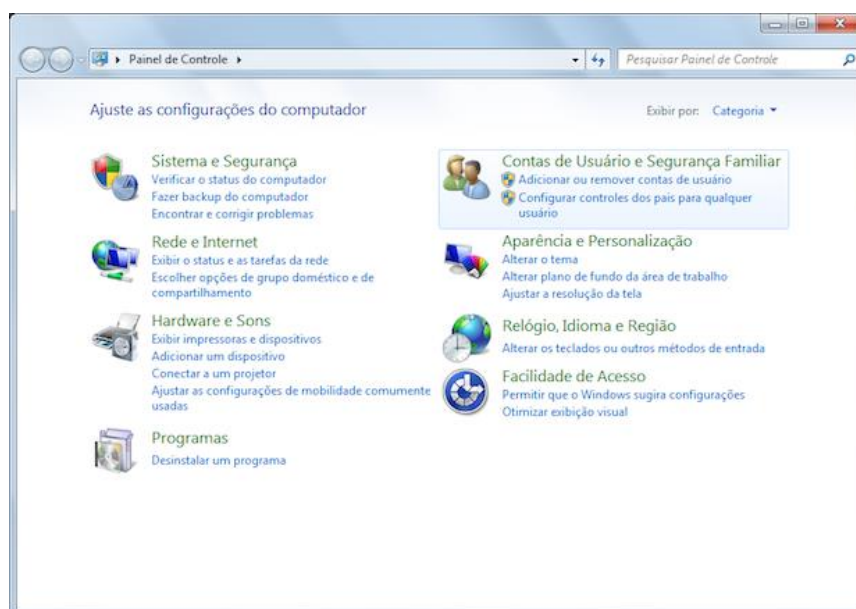 Painel de Controle
Pesquisar Painel de Controle
Ajuste as configurações do computador
Exibir por: Categoria
Sistema e Segurança
Verificar o status do computador
Fazer backup do computador
Encontrar e corrigir problemas
Rede e Internet
Exibir o status e as tarefas da rede
Escolher opções de grupo doméstico e de
compartilhamento
Hardware e Sons
Exibir impressoras e dispositivos
Adicionar um dispositivo
Conectar a um projetor
Ajustar as configurações de mobilidade comumente
usadas
Programas
Desinstalar um programa
Contas de Usuário e Segurança Familiar
Adicionar ou remover contas de usuário
Configurar controles dos pais para qualquer
usuário
Aparência e Personalização
Alterar o tema
Alterar plano de fundo da área de trabalho
Ajustar a resolução da tela
Relógio, Idioma e Região
Alterar os teclados ou outros métodos de entrada
Facilidade de Acesso
Permitir que o Windows sugira configurações
Otimizar exibição visual